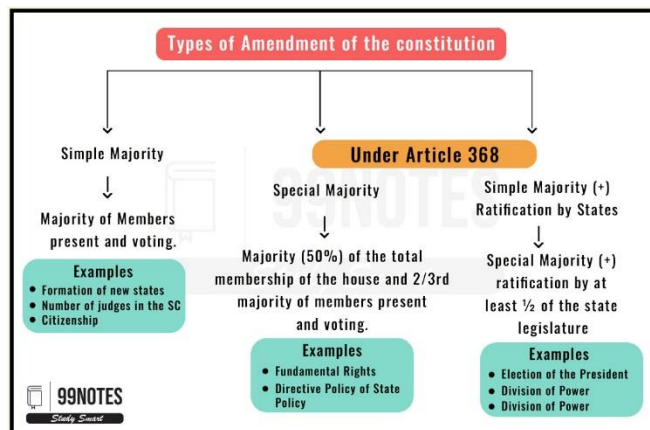 Types of Amendment of the constitution
Simple Majority
Majority of Members
present and voting.
Examples
• Formation of new states
• Number of judges in the SC
• Citizenship
Under Article 368
Special Majority
Majority (50%) of the total
membership of the house and 2/3rd
majority of members present
and voting.
Examples
• Fundamental Rights
• Directive Policy of State
Policy
Simple Majority (+)
Ratification by States
Special Majority (+)
ratification by at
least ½ of the state
legislature
Examples
• Election of the President
• Division of Power
• Division of Power
99NOTES
99NOTES
Study Smart